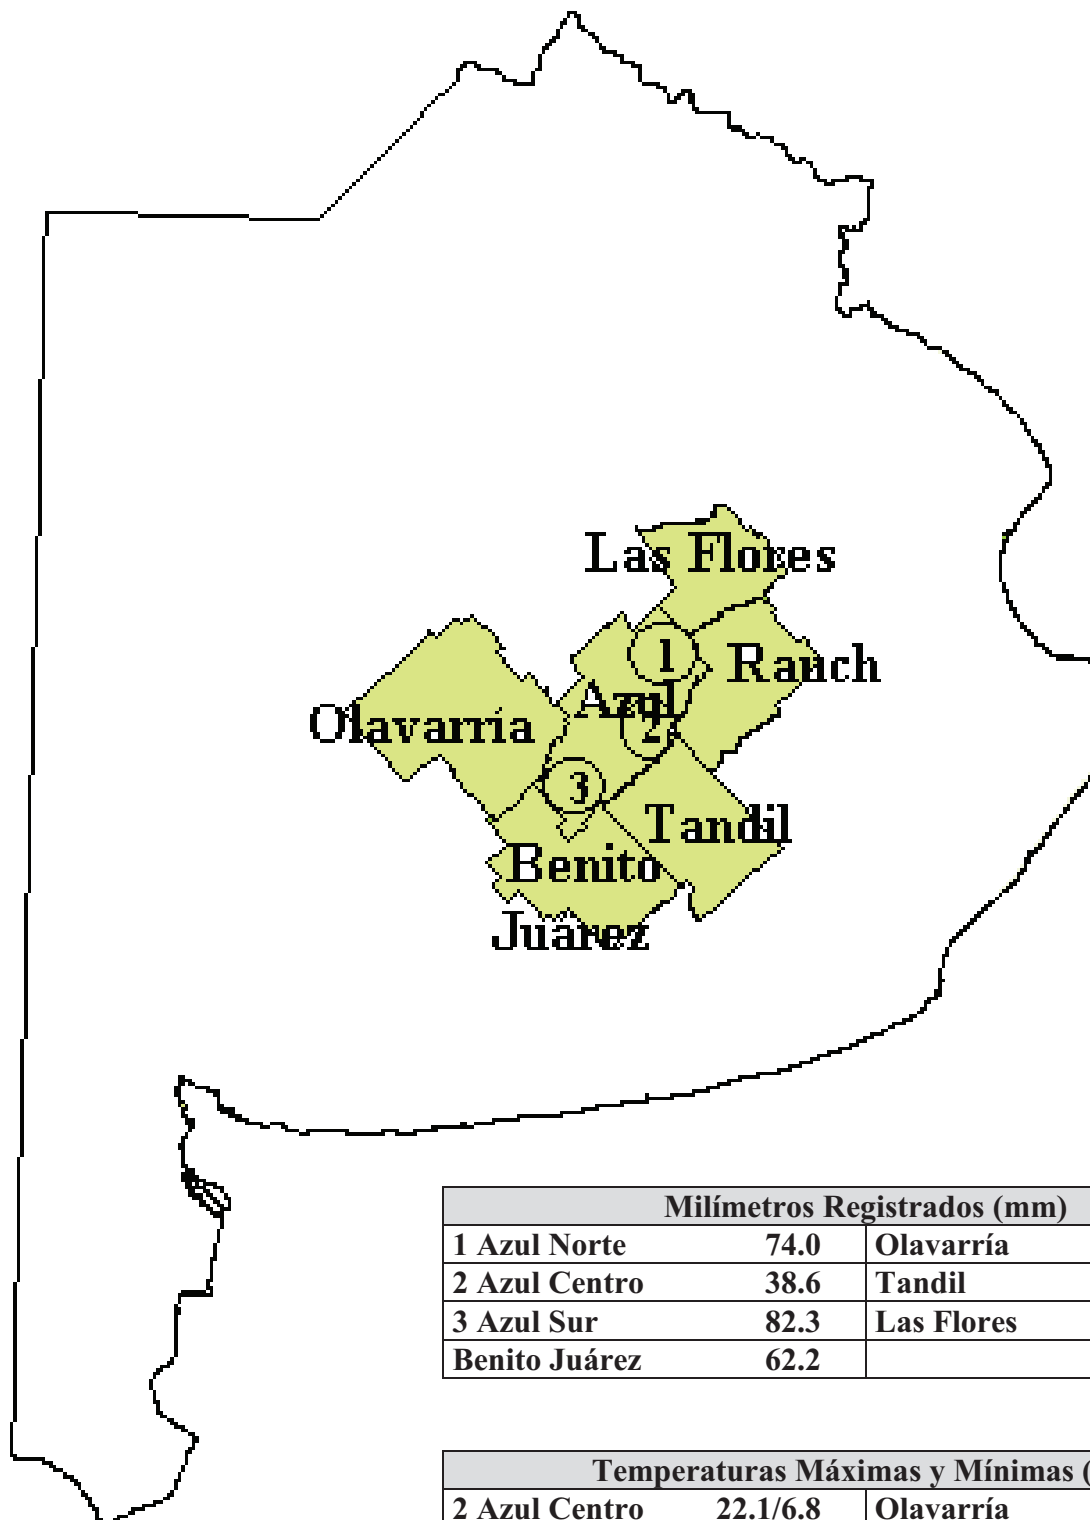 Las Flores
1
Rauch
Azul
2
Olavarría
3
Tandil
Benito
Juárez
Milímetros Registrados (mm)
1 Azul Norte 74.0 Olavarría
2 Azul Centro 38.6 Tandil
3 Azul Sur 82.3 Las Flores
Benito Juárez 62.2
Temperaturas Máximas y Mínimas (
2 Azul Centro 22.1/6.8 Olavarría